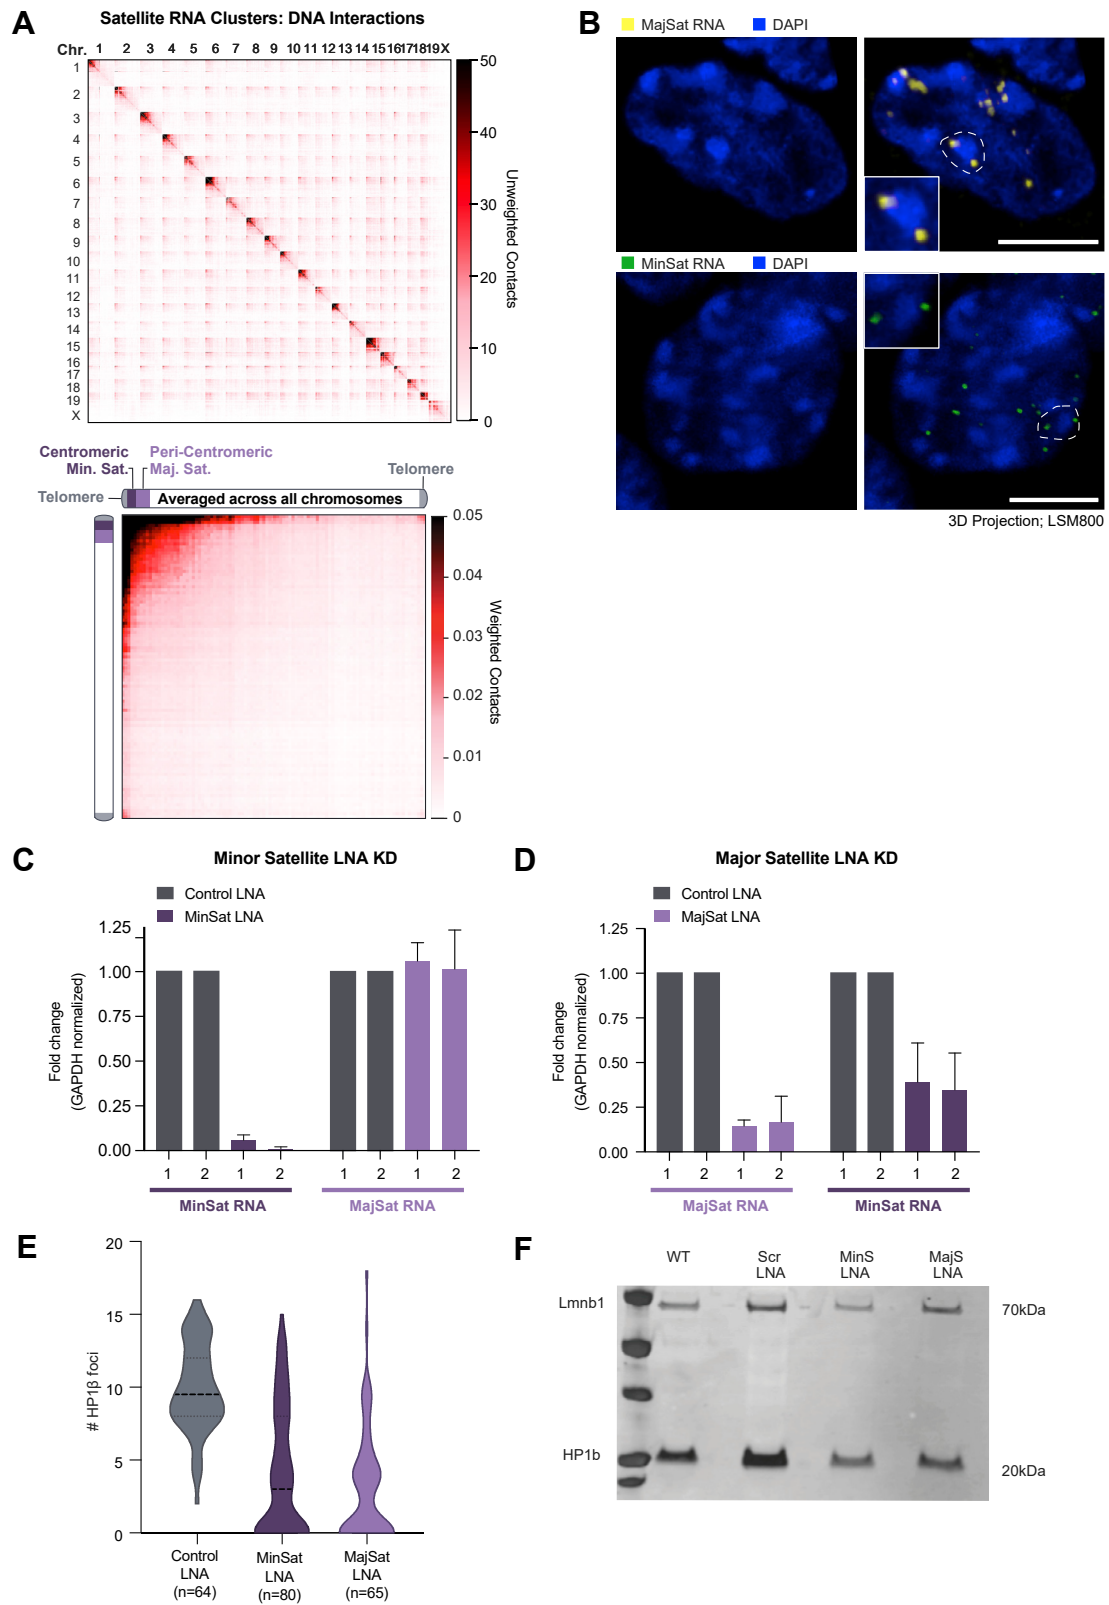 A
Satellite RNA Clusters: DNA Interactions
Chr. 1 2 3 4 5 6 7 8 9 10 11 12 13 14 15 16 17 18 19 X
1
2
3
4
5
6
7
8
9
10
11
12
13
14
15
16
17
18
19
X
50
40
30
20
10
0
Unweighted Contacts
Centromeric
Min. Sat.
Peri-Centromeric
Maj. Sat.
Telomere
Telomere
Averaged across all chromosomes
0.05
0.04
0.03
0.02
0.01
0
Weighted Contacts
B
MajSat RNA DAPI
MinSat RNA DAPI
3D Projection; LSM800
C
Minor Satellite LNA KD
Control LNA
MinSat LNA
Fold change
(GAPDH normalized)
1.25
1.00
0.75
0.50
0.25
0.00
1 2 1 2 1 2 1 2
MinSat RNA MajSat RNA
D
Major Satellite LNA KD
Control LNA
MajSat LNA
Fold change
(GAPDH normalized)
1.25
1.00
0.75
0.50
0.25
0.00
1 2 1 2 1 2 1 2
MajSat RNA MinSat RNA
E
# HP1β foci
20
15
10
5
0
Control
LNA
(n=64)
MinSat
LNA
(n=80)
MajSat
LNA
(n=65)
F
WT
Scr
LNA
MinS
LNA
MajS
LNA
Lmnb1
70kDa
HP1b
20kDa